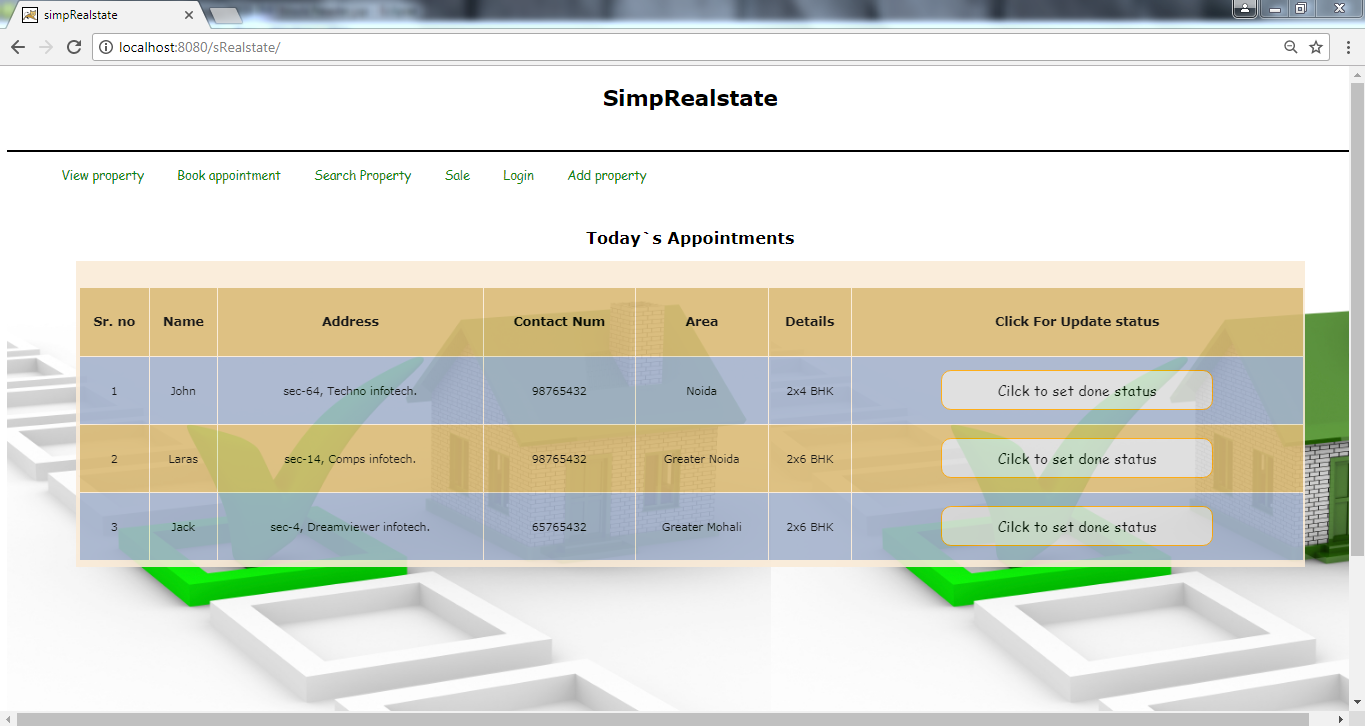 simpRealstate
localhost:8080/sRealstate/
SimpRealstate
View property Book appointment Search Property Sale Login Add property
Today`s Appointments
Sr. no Name Address Contact Num Area Details Click For Update status
1 John sec-64, Techno infotech. 98765432 Noida 2x4 BHK Cilck to set done status
2 Laras sec-14, Comps infotech. 98765432 Greater Noida 2x6 BHK Cilck to set done status
3 Jack sec-4, Dreamviewer infotech. 65765432 Greater Mohali 2x6 BHK Cilck to set done status